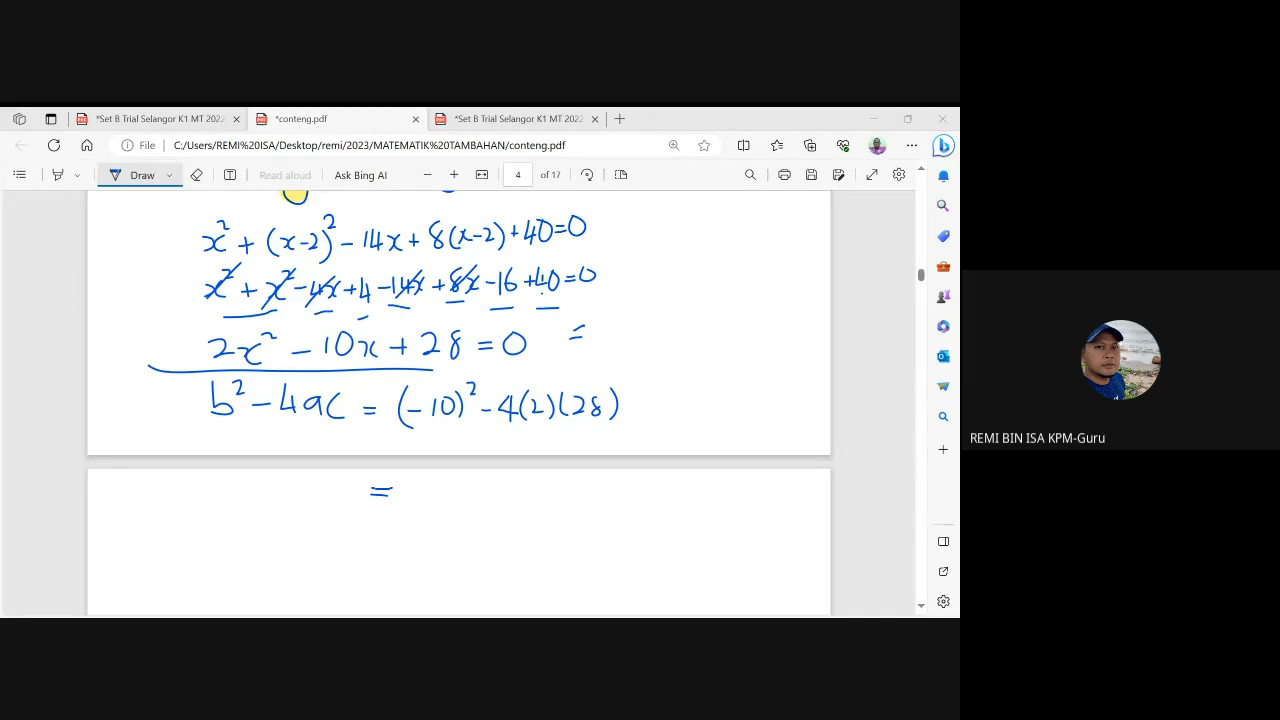 *Set B Trial Selangor K1 MT 2022
*conteng.pdf
*Set B Trial Selangor K1 MT 2022
File
C:/Users/REMI%20ISA/Desktop/remi/2023/MATEMATIK%20TAMBAHAN/conteng.pdf
Draw
Read aloud
Ask Bing AI
4
of 17
x² + (x-2)² - 14x + 8(x-2) + 40 = 0
x² + x² - 4x + 4 - 14x + 8x - 16 + 40 = 0
2x² - 10x + 28 = 0 =
b² - 4ac = (-10)² - 4(2)(28)
=
REMI BIN ISA KPM-Guru